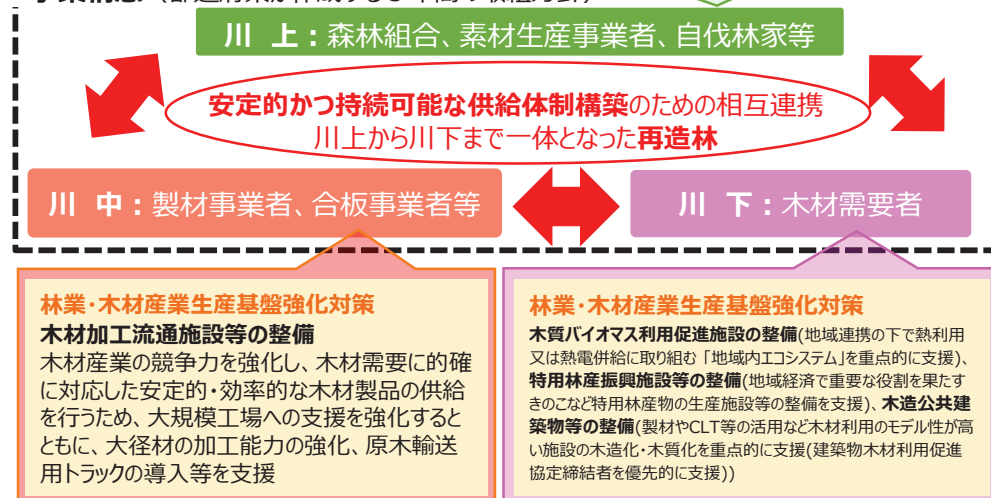 川 上：森林組合、素材生産事業者、自伐林家等
安定的かつ持続可能な供給体制構築のための相互連携
川上から川下まで一体となった再造林
川 中：製材事業者、合板事業者等
川 下：木材需要者
林業・木材産業生産基盤強化対策
木材加工流通施設等の整備
木材産業の競争力を強化し、木材需要に的確
に対応した安定的・効率的な木材製品の供給
を行うため、大規模工場への支援を強化すると
ともに、大径材の加工能力の強化、原木輸送
用トラックの導入等を支援
林業・木材産業生産基盤強化対策
木質バイオマス利用促進施設の整備(地域連携の下で熱利用
又は熱電併給に取り組む「地域内エコシステム」を重点的に支援)、
特用林産振興施設等の整備(地域経済で重要な役割を果たす
きのこなど特用林産物の生産施設等の整備を支援)、木造公共建
築物等の整備(製材やCLT等の活用など木材利用のモデル性が高
い施設の木造化・木質化を重点的に支援(建築物木材利用促進
協定締結者を優先的に支援))